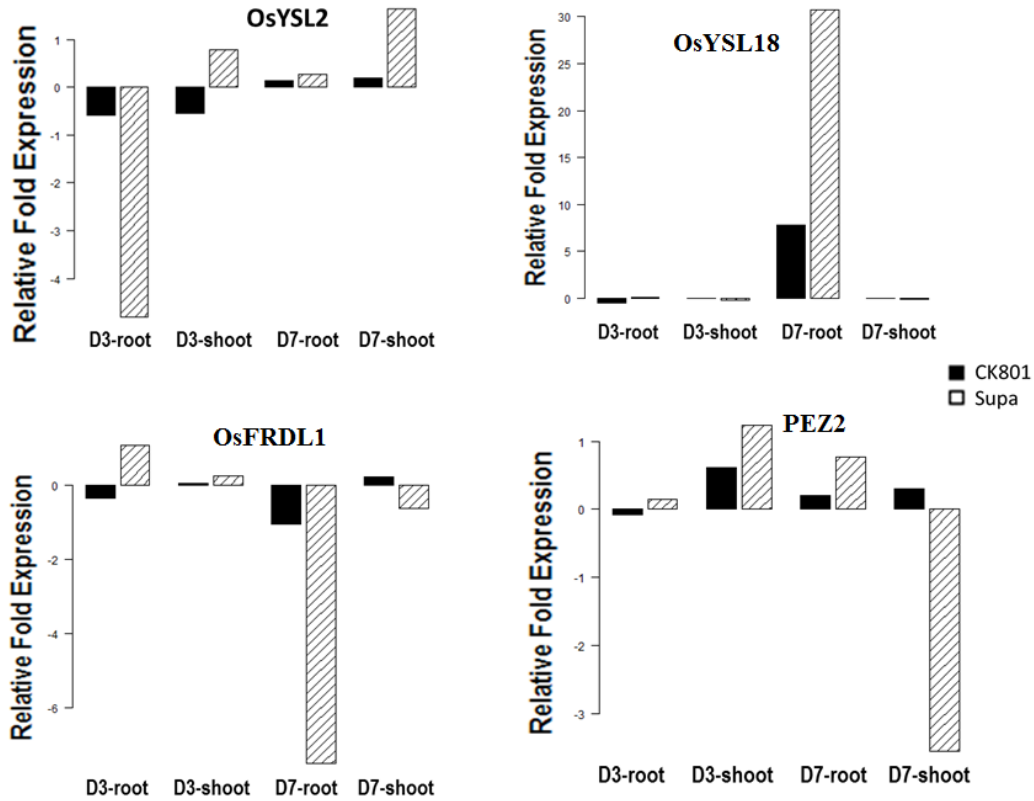 OsYSL2
Relative Fold Expression
1
0
-1
-2
-3
-4
D3-root D3-shoot D7-root D7-shoot
OsYSL18
Relative Fold Expression
30
25
20
15
10
5
0
D3-root D3-shoot D7-root D7-shoot
CK801
Supa
OsFRDL1
Relative Fold Expression
0
-2
-4
-6
D3-root D3-shoot D7-root D7-shoot
PEZ2
Relative Fold Expression
1
0
-1
-2
-3
D3-root D3-shoot D7-root D7-shoot